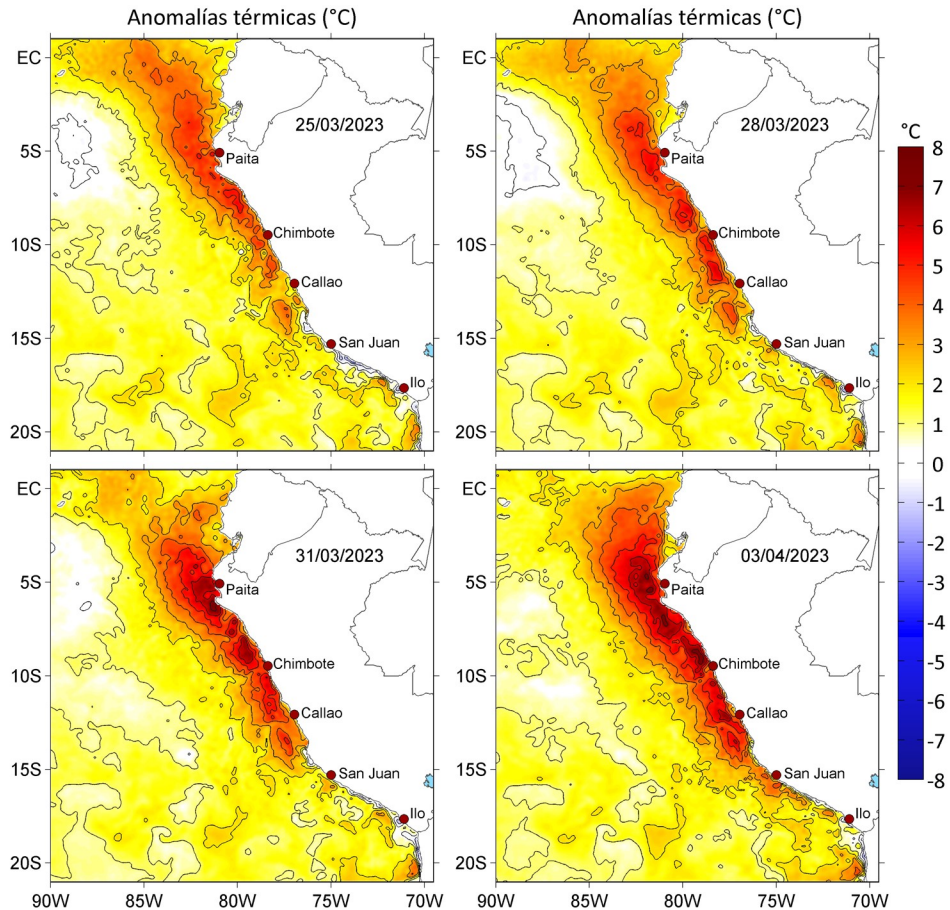 Anomalías térmicas (°C)
Anomalías térmicas (°C)
EC
5S
10S
15S
20S
25/03/2023
Paita
Chimbote
Callao
San Juan
Ilo
EC
5S
10S
15S
20S
28/03/2023
Paita
Chimbote
Callao
San Juan
Ilo
EC
5S
10S
15S
20S
31/03/2023
Paita
Chimbote
Callao
San Juan
Ilo
90W 85W 80W 75W 70W
EC
5S
10S
15S
20S
03/04/2023
Paita
Chimbote
Callao
San Juan
Ilo
90W 85W 80W 75W 70W
°C
8
7
6
5
4
3
2
1
0
-1
-2
-3
-4
-5
-6
-7
-8